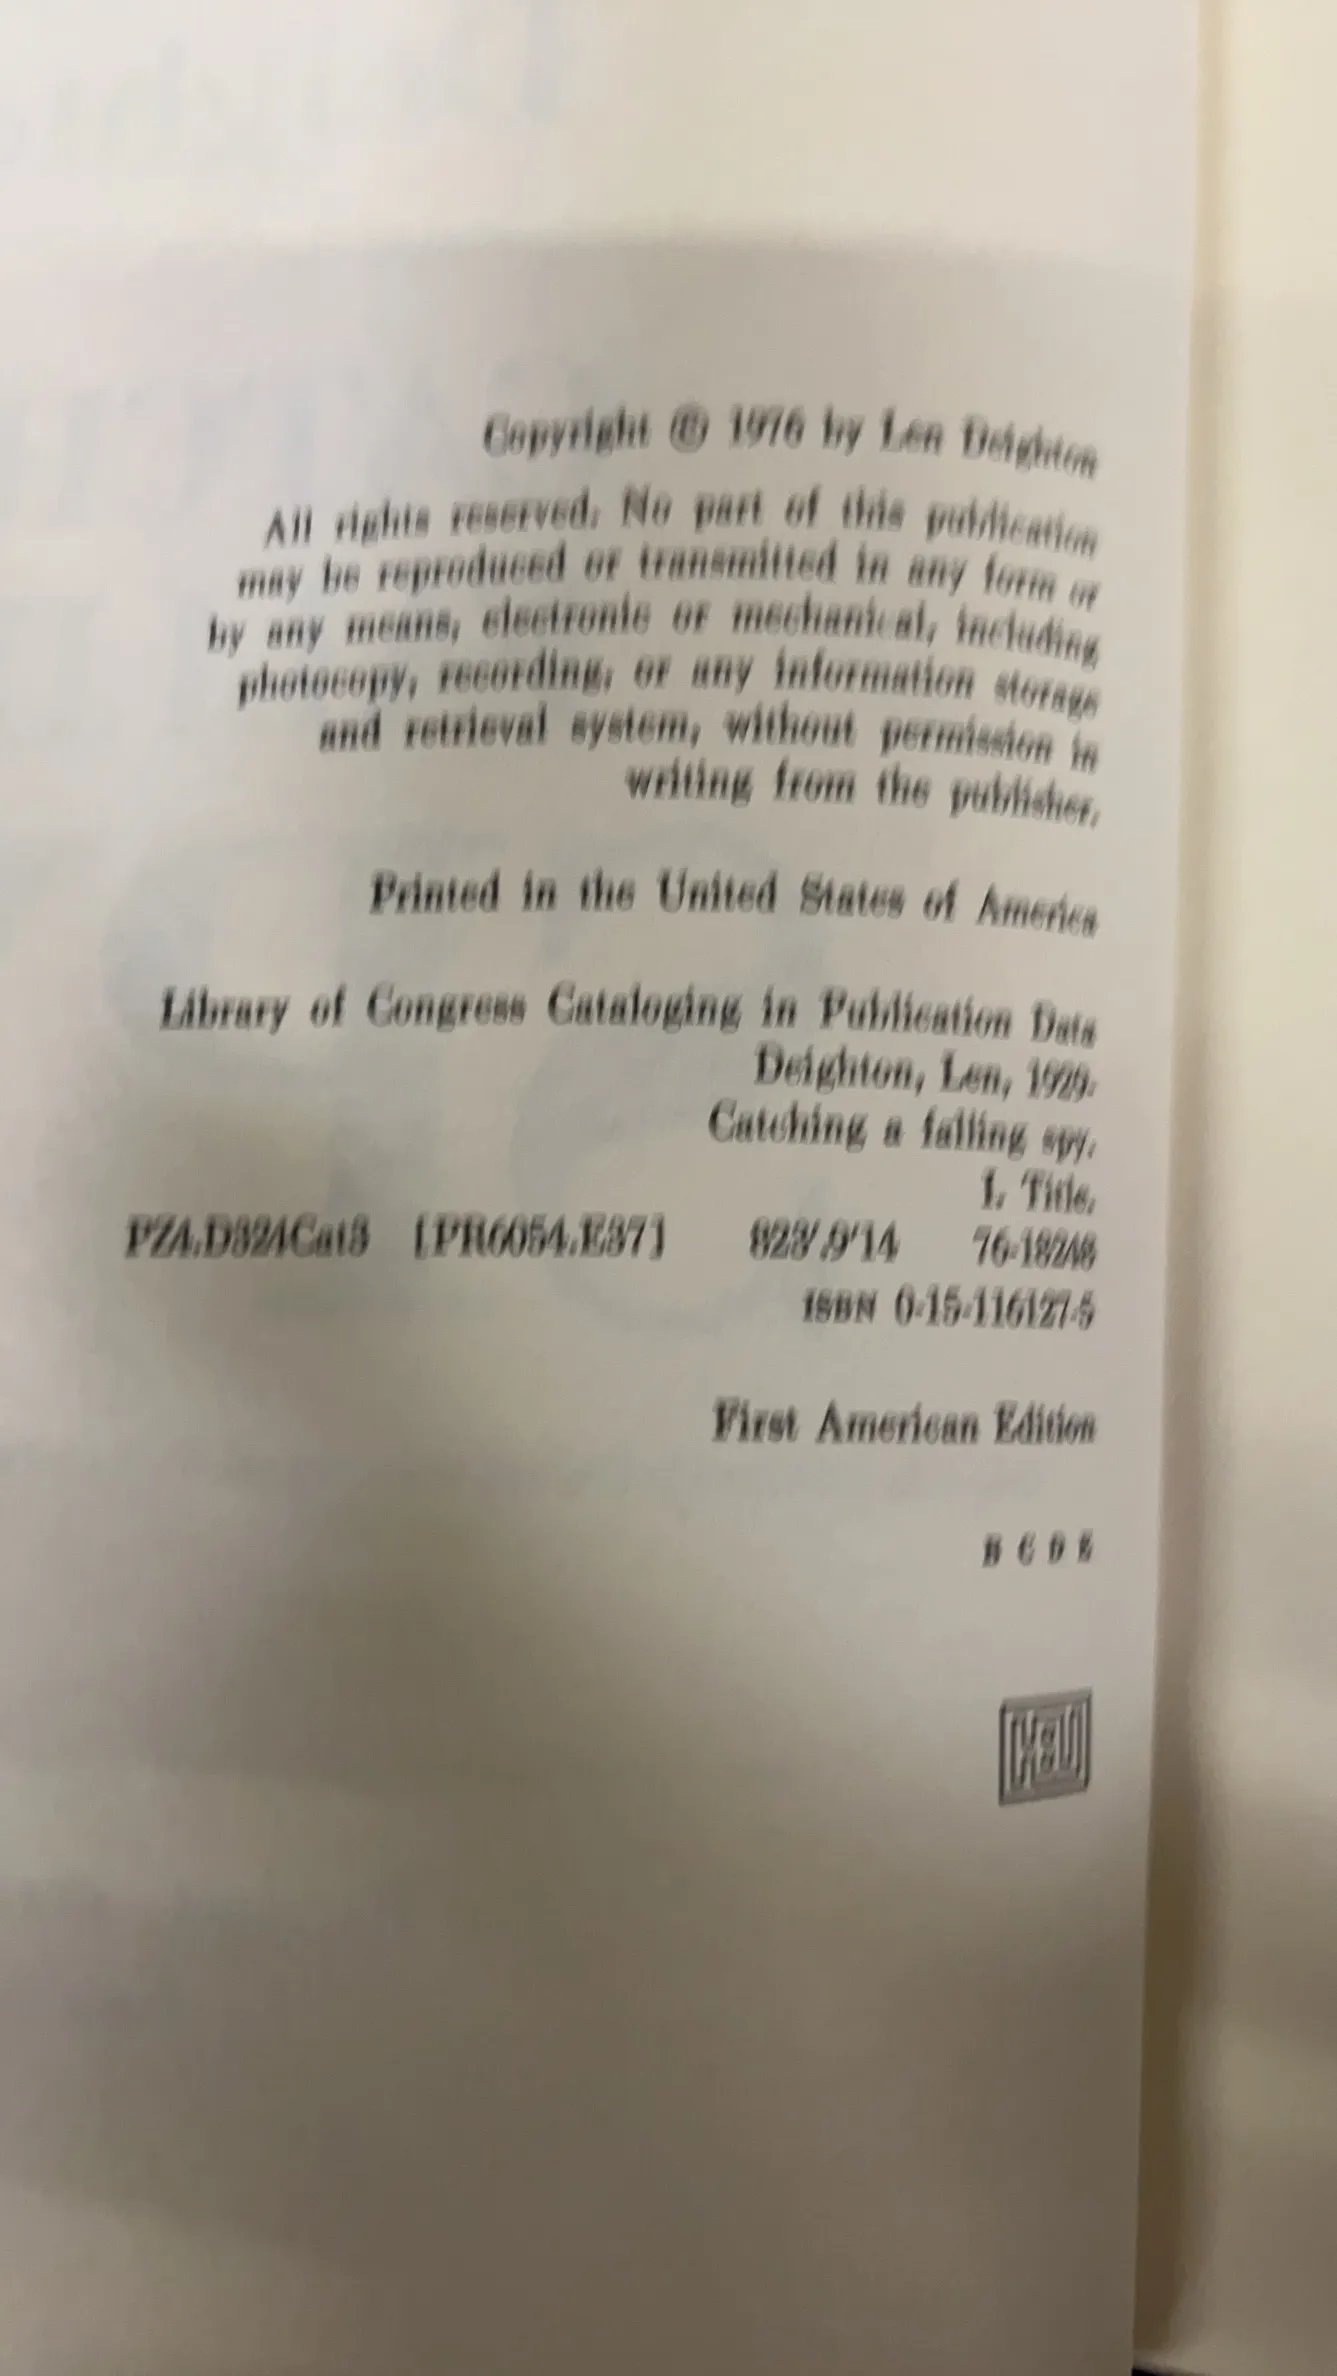 Copyright © 1976 by Len Deighton
All rights reserved. No part of this publication
may be reproduced or transmitted in any form or
by any means, electronic or mechanical, including
photocopy, recording, or any information storage
and retrieval system, without permission in
writing from the publisher.
Printed in the United States of America
Library of Congress Cataloging in Publication Data
Deighton, Len, 1929-
Catching a falling spy.
I. Title.
PZ4.D324Cat3 [PR6054.E37] 823'.9'14 76-18248
ISBN 0-15-116127-5
First American Edition
B C D E